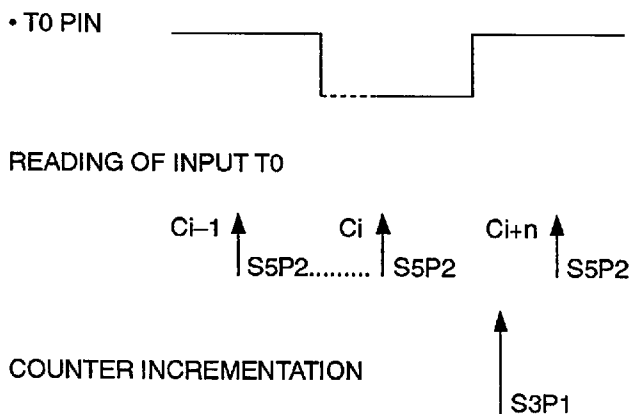 • T0 PIN
READING OF INPUT T0
Ci–1 Ci Ci+n
S5P2......... S5P2 S5P2
COUNTER INCREMENTATION
S3P1